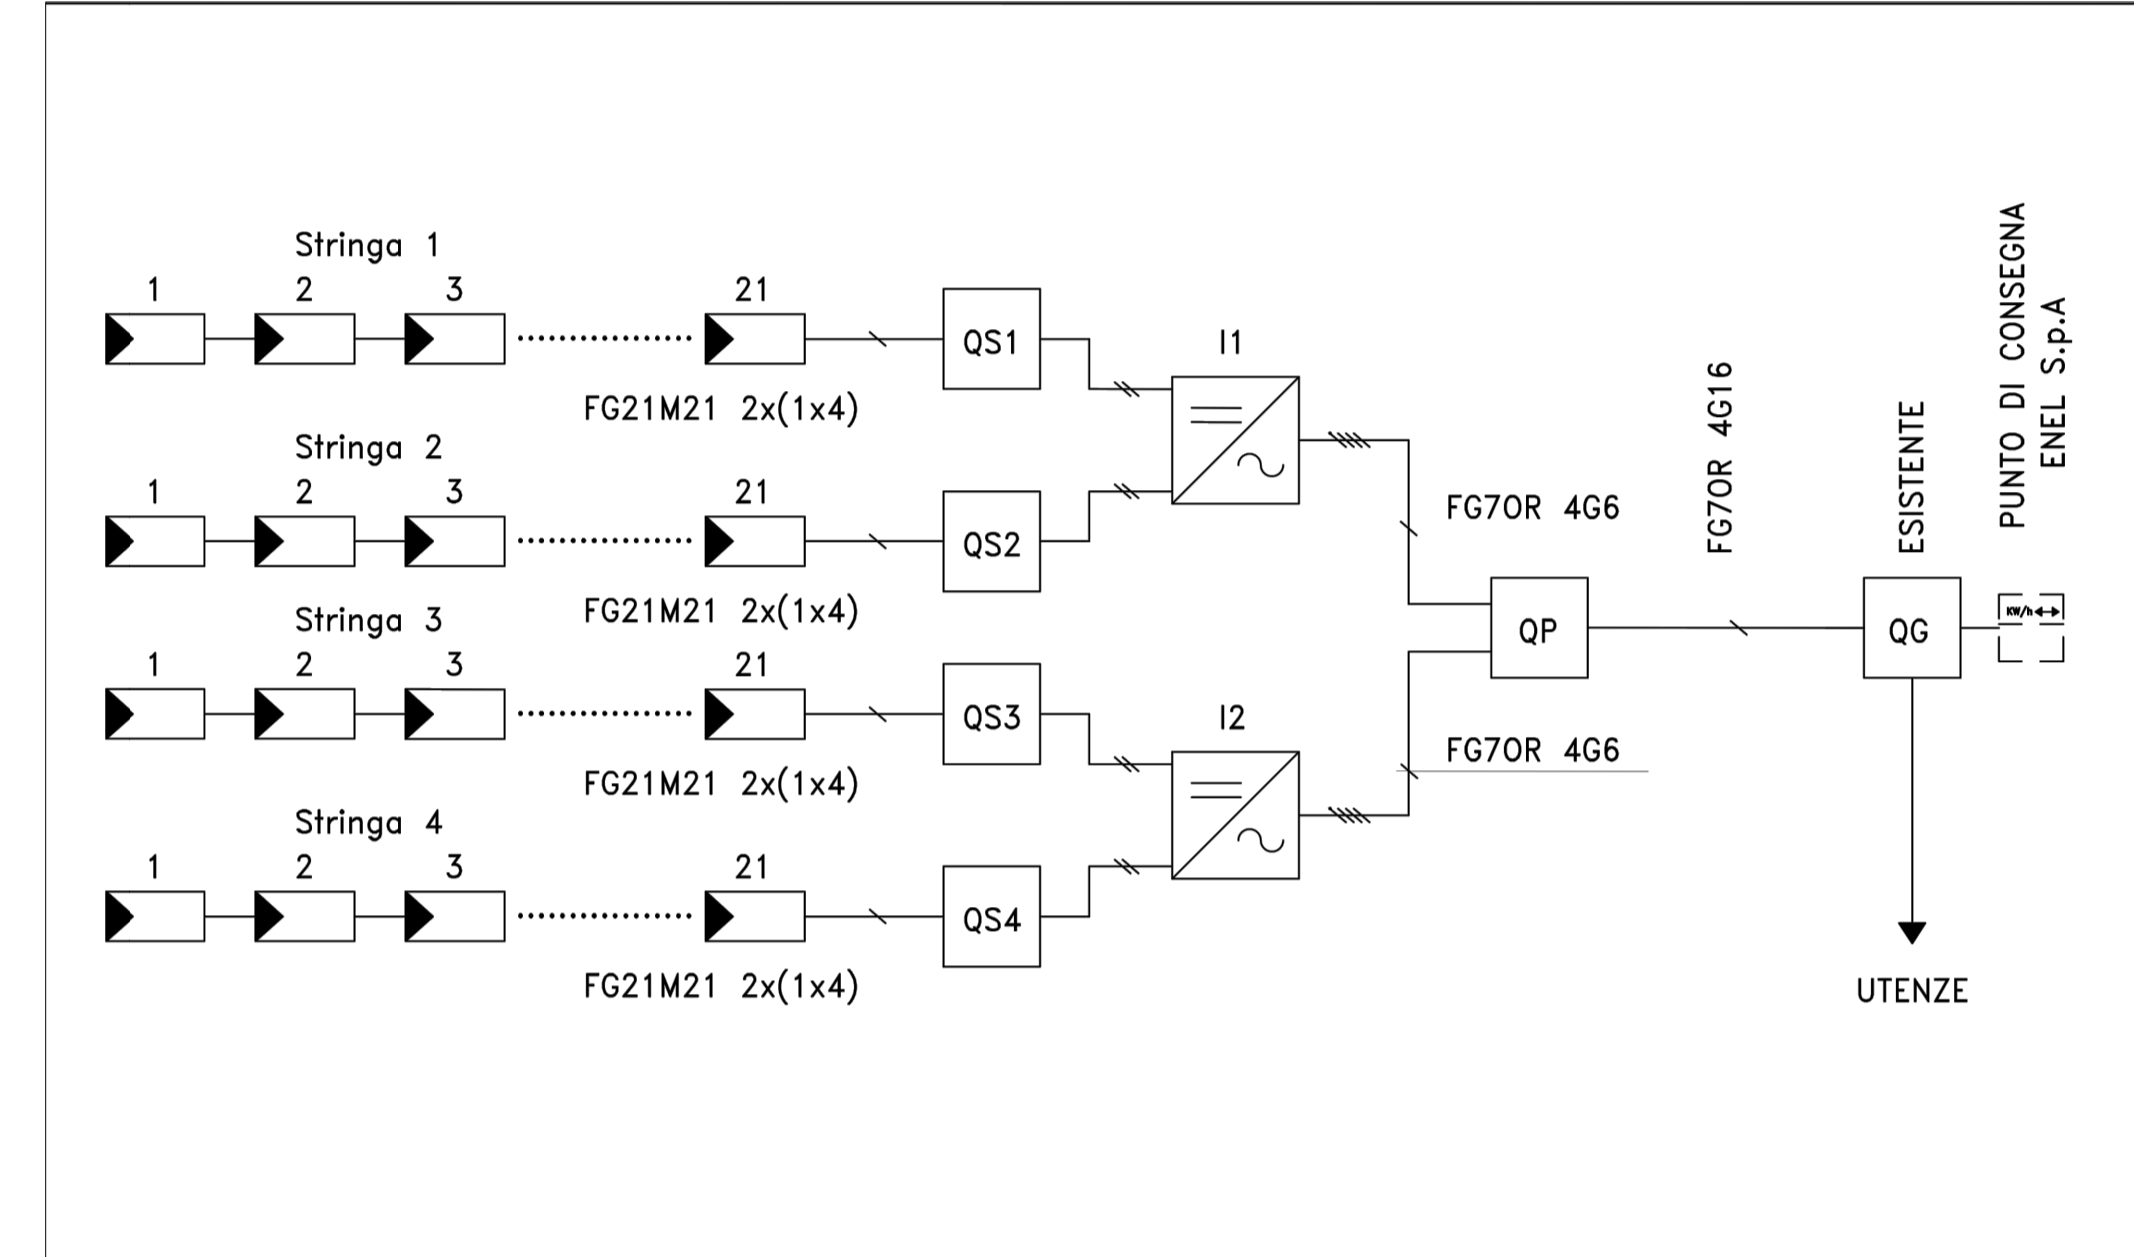 Stringa 1
1 2 3 21
QS1
FG21M21 2x(1x4)
I1
Stringa 2
1 2 3 21
QS2
FG21M21 2x(1x4)
FG7OR 4G6
Stringa 3
1 2 3 21
QS3
FG21M21 2x(1x4)
I2
Stringa 4
1 2 3 21
QS4
FG21M21 2x(1x4)
FG7OR 4G6
QP
FG7OR 4G16
QG
ESISTENTE
PUNTO DI CONSEGNA
ENEL S.p.A
KW/h
UTENZE